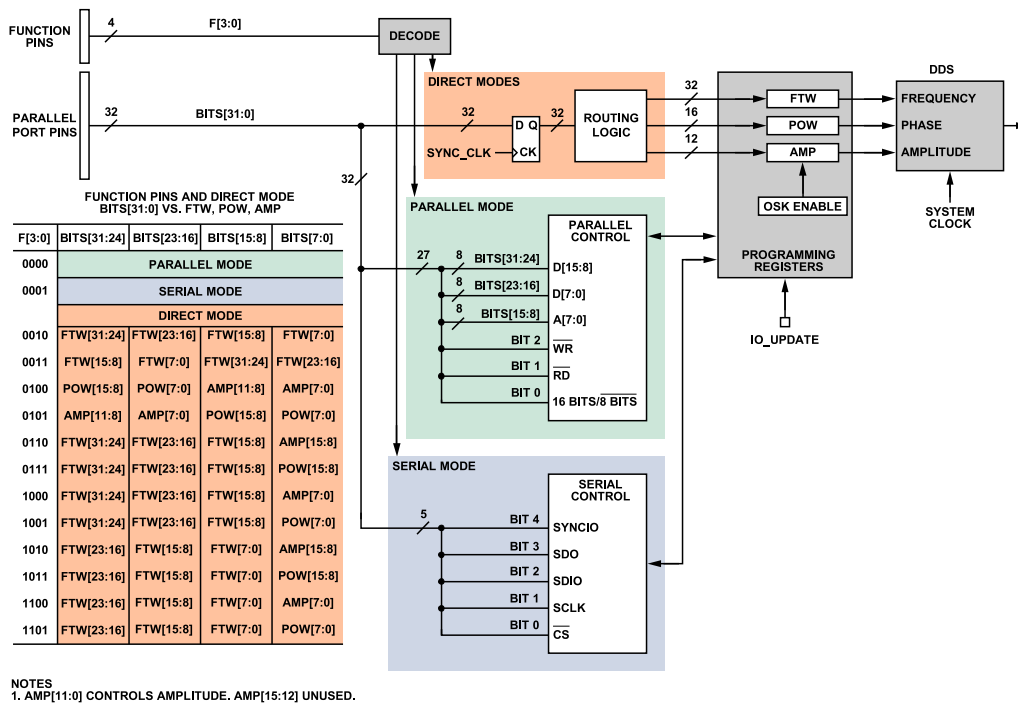 FUNCTION PINS
4
F[3:0]
DECODE
PARALLEL PORT PINS
32
BITS[31:0]
DIRECT MODES
32
D Q
CK
SYNC_CLK
32
ROUTING LOGIC
32
16
12
FTW
POW
AMP
OSK ENABLE
PROGRAMMING REGISTERS
IO_UPDATE
DDS
FREQUENCY
PHASE
AMPLITUDE
SYSTEM CLOCK
32
PARALLEL MODE
PARALLEL CONTROL
27
8 BITS[31:24] D[15:8]
8 BITS[23:16] D[7:0]
8 BITS[15:8] A[7:0]
BIT 2 WR
BIT 1 RD
BIT 0 16 BITS/8 BITS
SERIAL MODE
SERIAL CONTROL
5
BIT 4 SYNCIO
BIT 3 SDO
BIT 2 SDIO
BIT 1 SCLK
BIT 0 CS
FUNCTION PINS AND DIRECT MODE
BITS[31:0] VS. FTW, POW, AMP
F[3:0] BITS[31:24] BITS[23:16] BITS[15:8] BITS[7:0]
0000 PARALLEL MODE
0001 SERIAL MODE
DIRECT MODE
0010 FTW[31:24] FTW[23:16] FTW[15:8] FTW[7:0]
0011 FTW[15:8] FTW[7:0] FTW[31:24] FTW[23:16]
0100 POW[15:8] POW[7:0] AMP[11:8] AMP[7:0]
0101 AMP[11:8] AMP[7:0] POW[15:8] POW[7:0]
0110 FTW[31:24] FTW[23:16] FTW[15:8] AMP[15:8]
0111 FTW[31:24] FTW[23:16] FTW[15:8] POW[15:8]
1000 FTW[31:24] FTW[23:16] FTW[15:8] AMP[7:0]
1001 FTW[31:24] FTW[23:16] FTW[15:8] POW[7:0]
1010 FTW[23:16] FTW[15:8] FTW[7:0] AMP[15:8]
1011 FTW[23:16] FTW[15:8] FTW[7:0] POW[15:8]
1100 FTW[23:16] FTW[15:8] FTW[7:0] AMP[7:0]
1101 FTW[23:16] FTW[15:8] FTW[7:0] POW[7:0]
NOTES
1. AMP[11:0] CONTROLS AMPLITUDE. AMP[15:12] UNUSED.